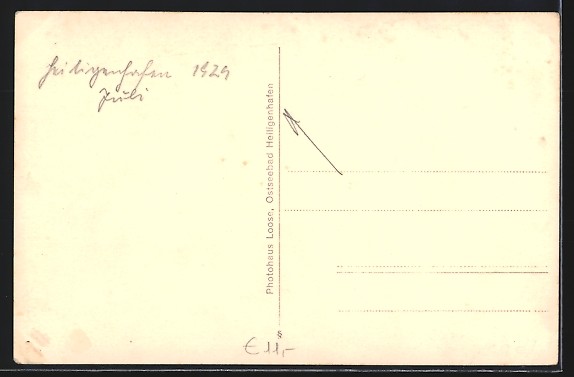 Heiligenhafen 1929
Juli
Photohaus Loose, Ostseebad Heiligenhafen
€ 11,-